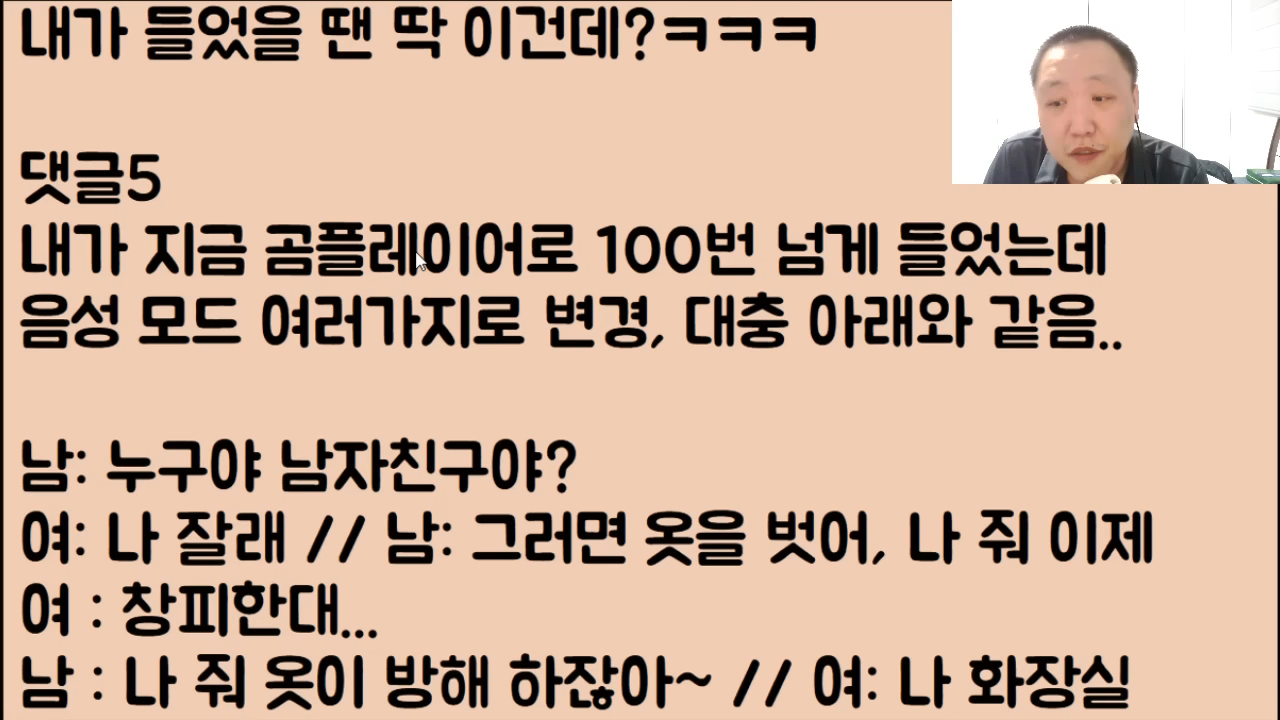 내가 들었을 땐 딱 이건데?ㅋㅋㅋ
댓글5
내가 지금 곰플레이어로 100번 넘게 들었는데
음성 모드 여러가지로 변경, 대충 아래와 같음..
남: 누구야 남자친구야?
여: 나 잘래 // 남: 그러면 옷을 벗어, 나 줘 이제
여 : 창피한대...
남 : 나 줘 옷이 방해 하잖아~ // 여: 나 화장실